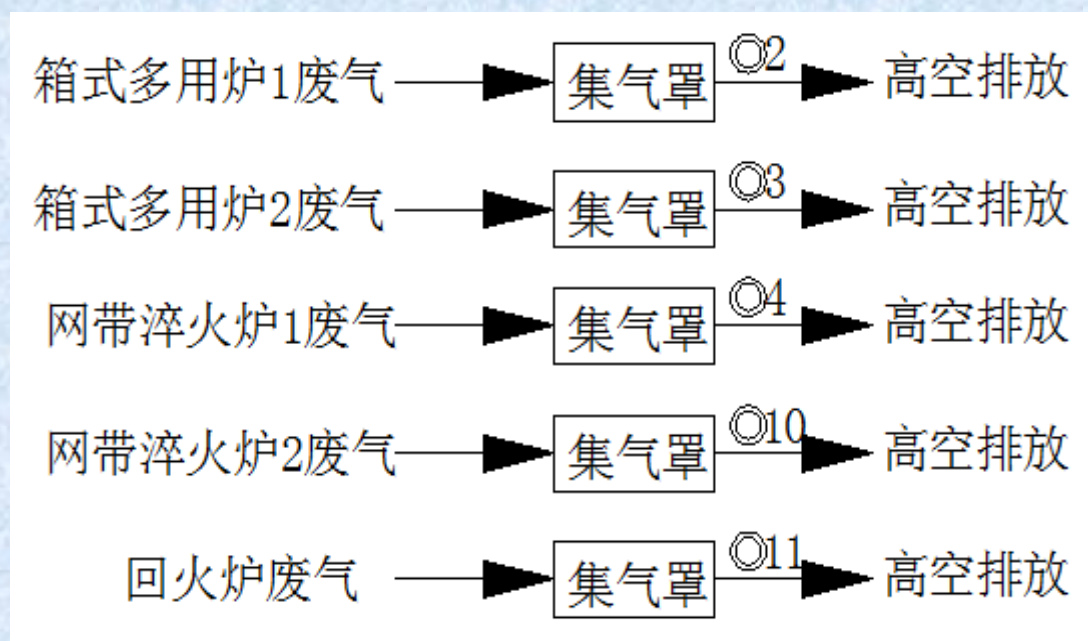 箱式多用炉1废气 集气罩 ◎2 高空排放
箱式多用炉2废气 集气罩 ◎3 高空排放
网带淬火炉1废气 集气罩 ◎4 高空排放
网带淬火炉2废气 集气罩 ◎10 高空排放
回火炉废气 集气罩 ◎11 高空排放